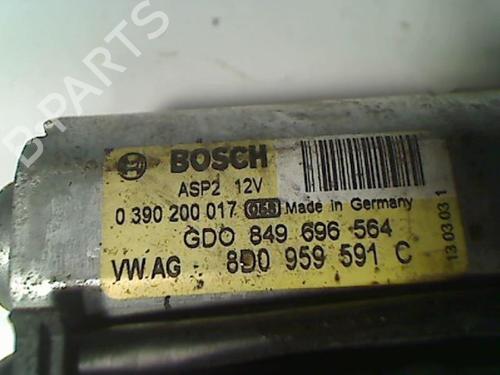 B-PARTS
BOSCH
ASP2 12V
0 390 200 017 Made in Germany
GDO 849 696 564
VW.AG - 8D0 959 591 C
13 03 03 1